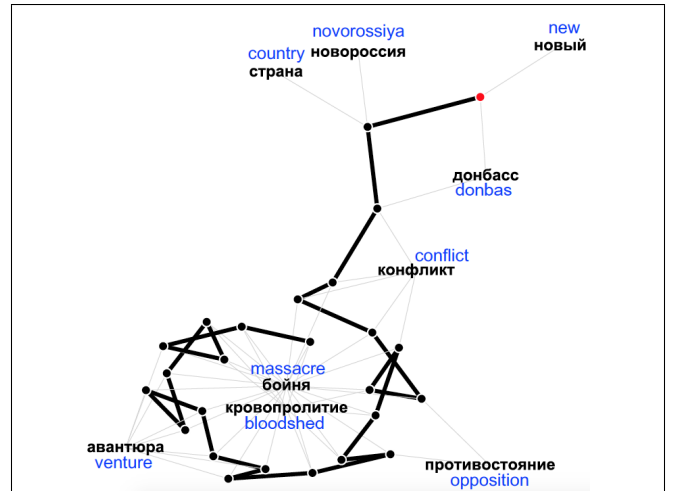 novorossiya
новороссия
new
новый
country
страна
донбасс
donbas
conflict
конфликт
massacre
бойня
кровопролитие
bloodshed
авантюра
venture
противостояние
opposition